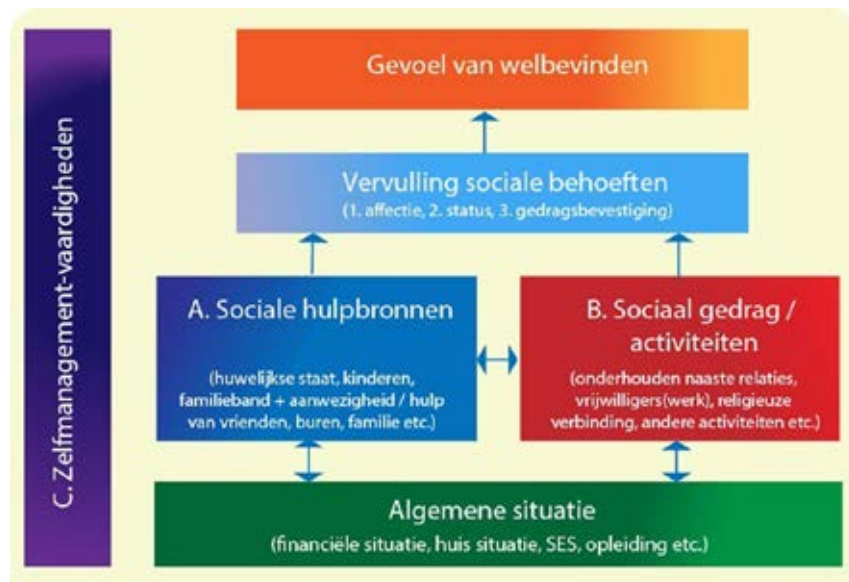 C. Zelfmanagement-vaardigheden
Gevoel van welbevinden
Vervulling sociale behoeften
(1. affectie, 2. status, 3. gedragsbevestiging)
A. Sociale hulpbronnen
(huwelijkse staat, kinderen,
familieband + aanwezigheid / hulp
van vrienden, buren, familie etc.)
B. Sociaal gedrag /
activiteiten
(onderhouden naaste relaties,
vrijwilligers(werk), religieuze
verbinding, andere activiteiten etc.)
Algemene situatie
(financiële situatie, huis situatie, SES, opleiding etc.)